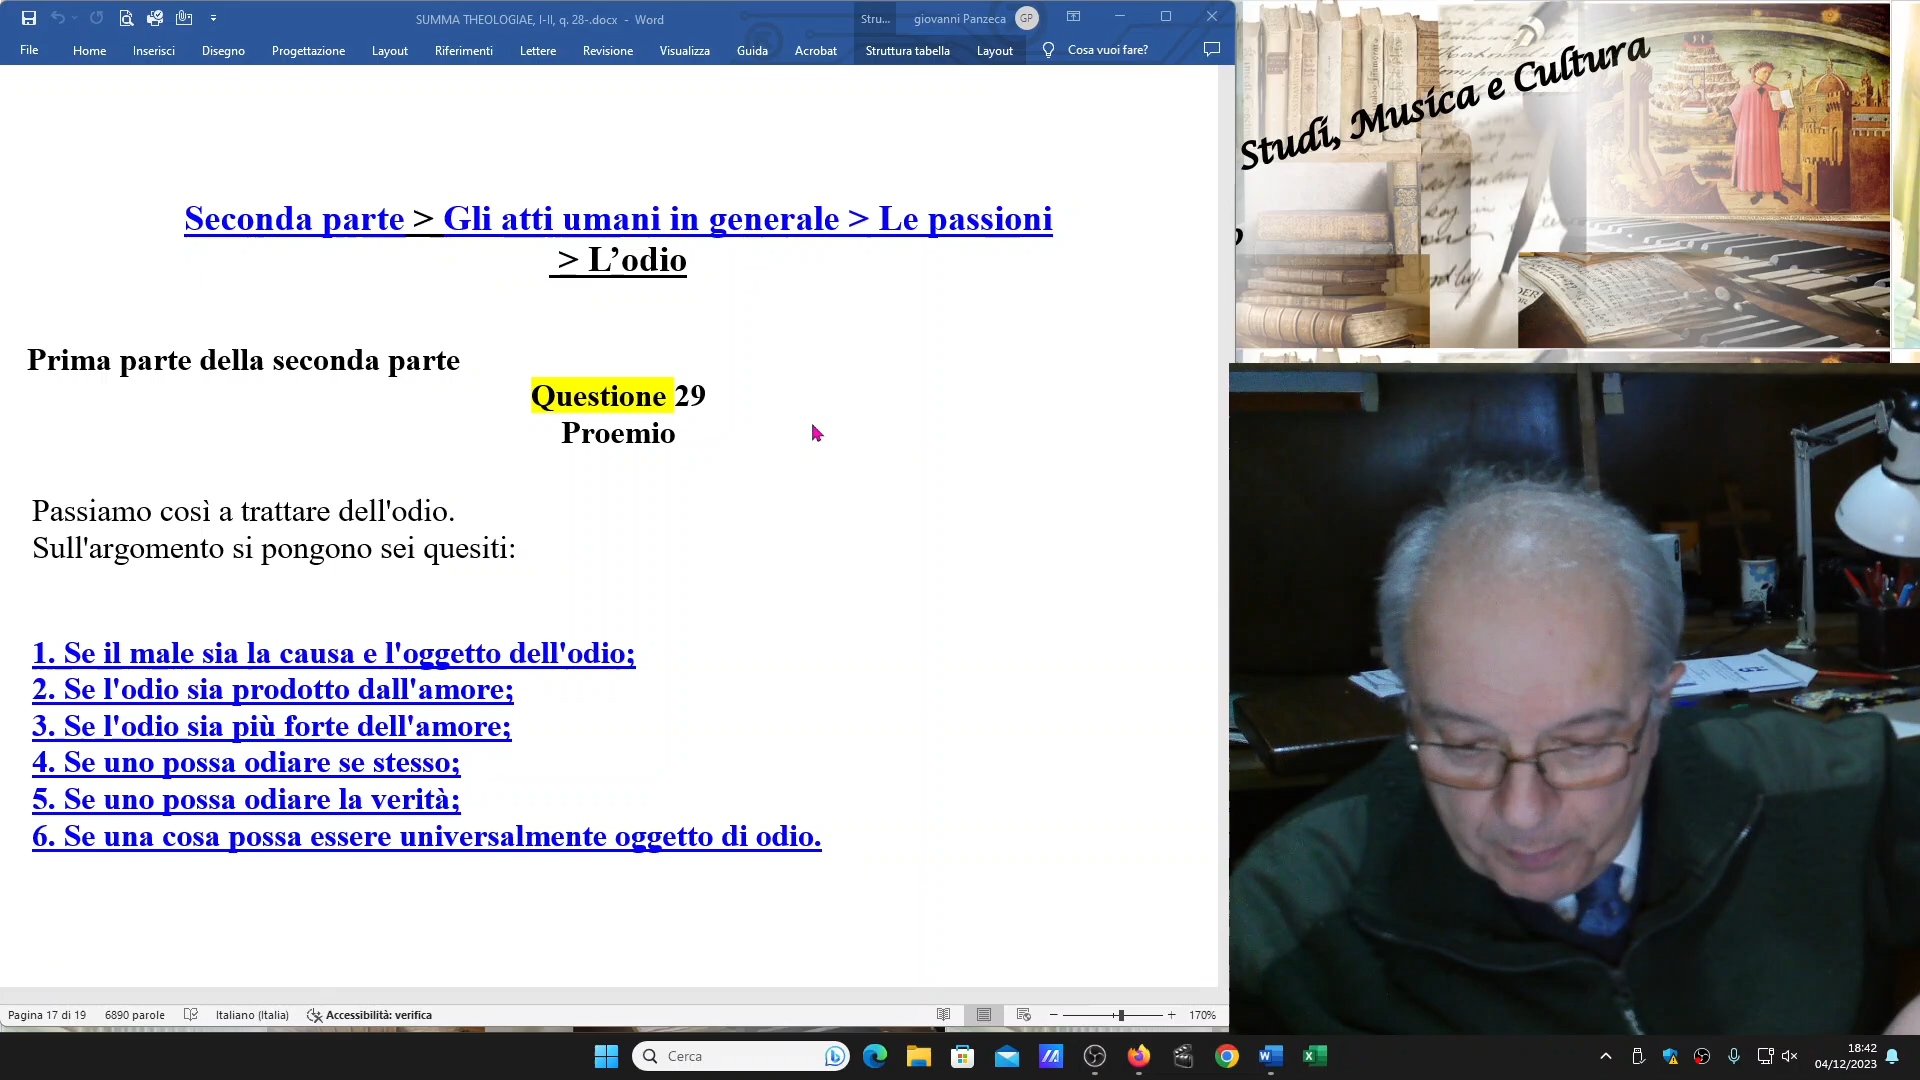 SUMMA THEOLOGIAE, I-II, q. 28-.docx - Word
Stru...
giovanni Panzeca
GP
File Home Inserisci Disegno Progettazione Layout Riferimenti Lettere Revisione Visualizza Guida Acrobat Struttura tabella Layout Cosa vuoi fare?
Studi, Musica e Cultura
Seconda parte > Gli atti umani in generale > Le passioni
> L’odio
Prima parte della seconda parte
Questione 29
Proemio
Passiamo così a trattare dell'odio.
Sull'argomento si pongono sei quesiti:
1. Se il male sia la causa e l'oggetto dell'odio;
2. Se l'odio sia prodotto dall'amore;
3. Se l'odio sia più forte dell'amore;
4. Se uno possa odiare se stesso;
5. Se uno possa odiare la verità;
6. Se una cosa possa essere universalmente oggetto di odio.
Pagina 17 di 19 6890 parole Italiano (Italia) Accessibilità: verifica 170%
Cerca
18:42
04/12/2023